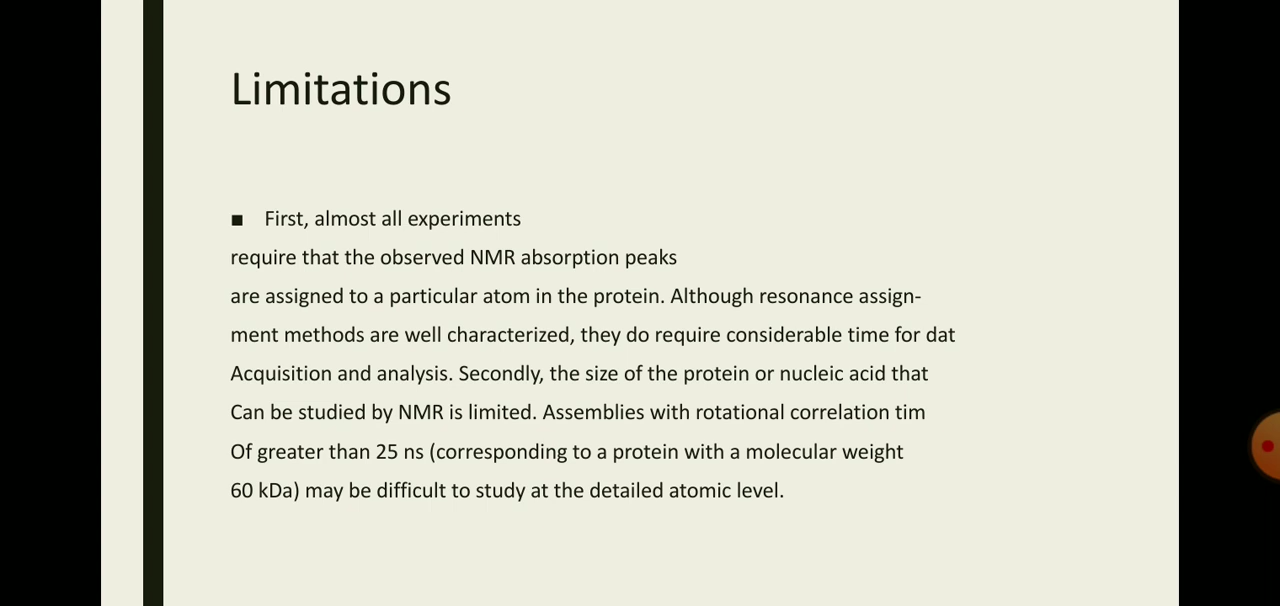 Limitations
■ First, almost all experiments
require that the observed NMR absorption peaks
are assigned to a particular atom in the protein. Although resonance assign-
ment methods are well characterized, they do require considerable time for dat
Acquisition and analysis. Secondly, the size of the protein or nucleic acid that
Can be studied by NMR is limited. Assemblies with rotational correlation tim
Of greater than 25 ns (corresponding to a protein with a molecular weight
60 kDa) may be difficult to study at the detailed atomic level.